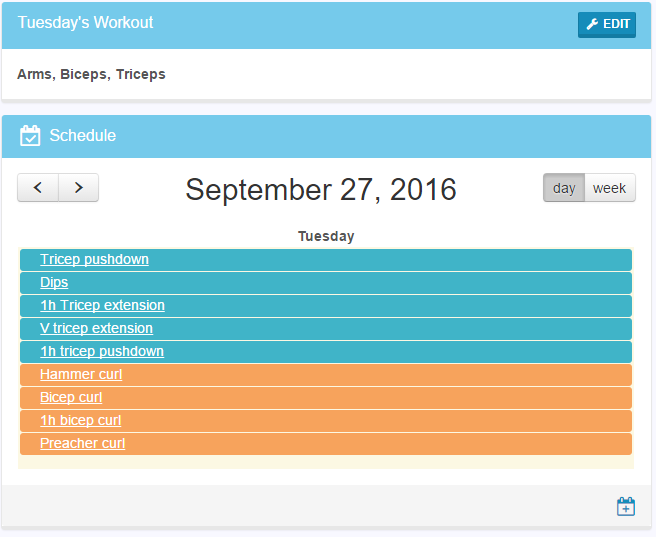 Tuesday's Workout
EDIT
Arms, Biceps, Triceps
Schedule
September 27, 2016
day week
Tuesday
Tricep pushdown
Dips
1h Tricep extension
V tricep extension
1h tricep pushdown
Hammer curl
Bicep curl
1h bicep curl
Preacher curl